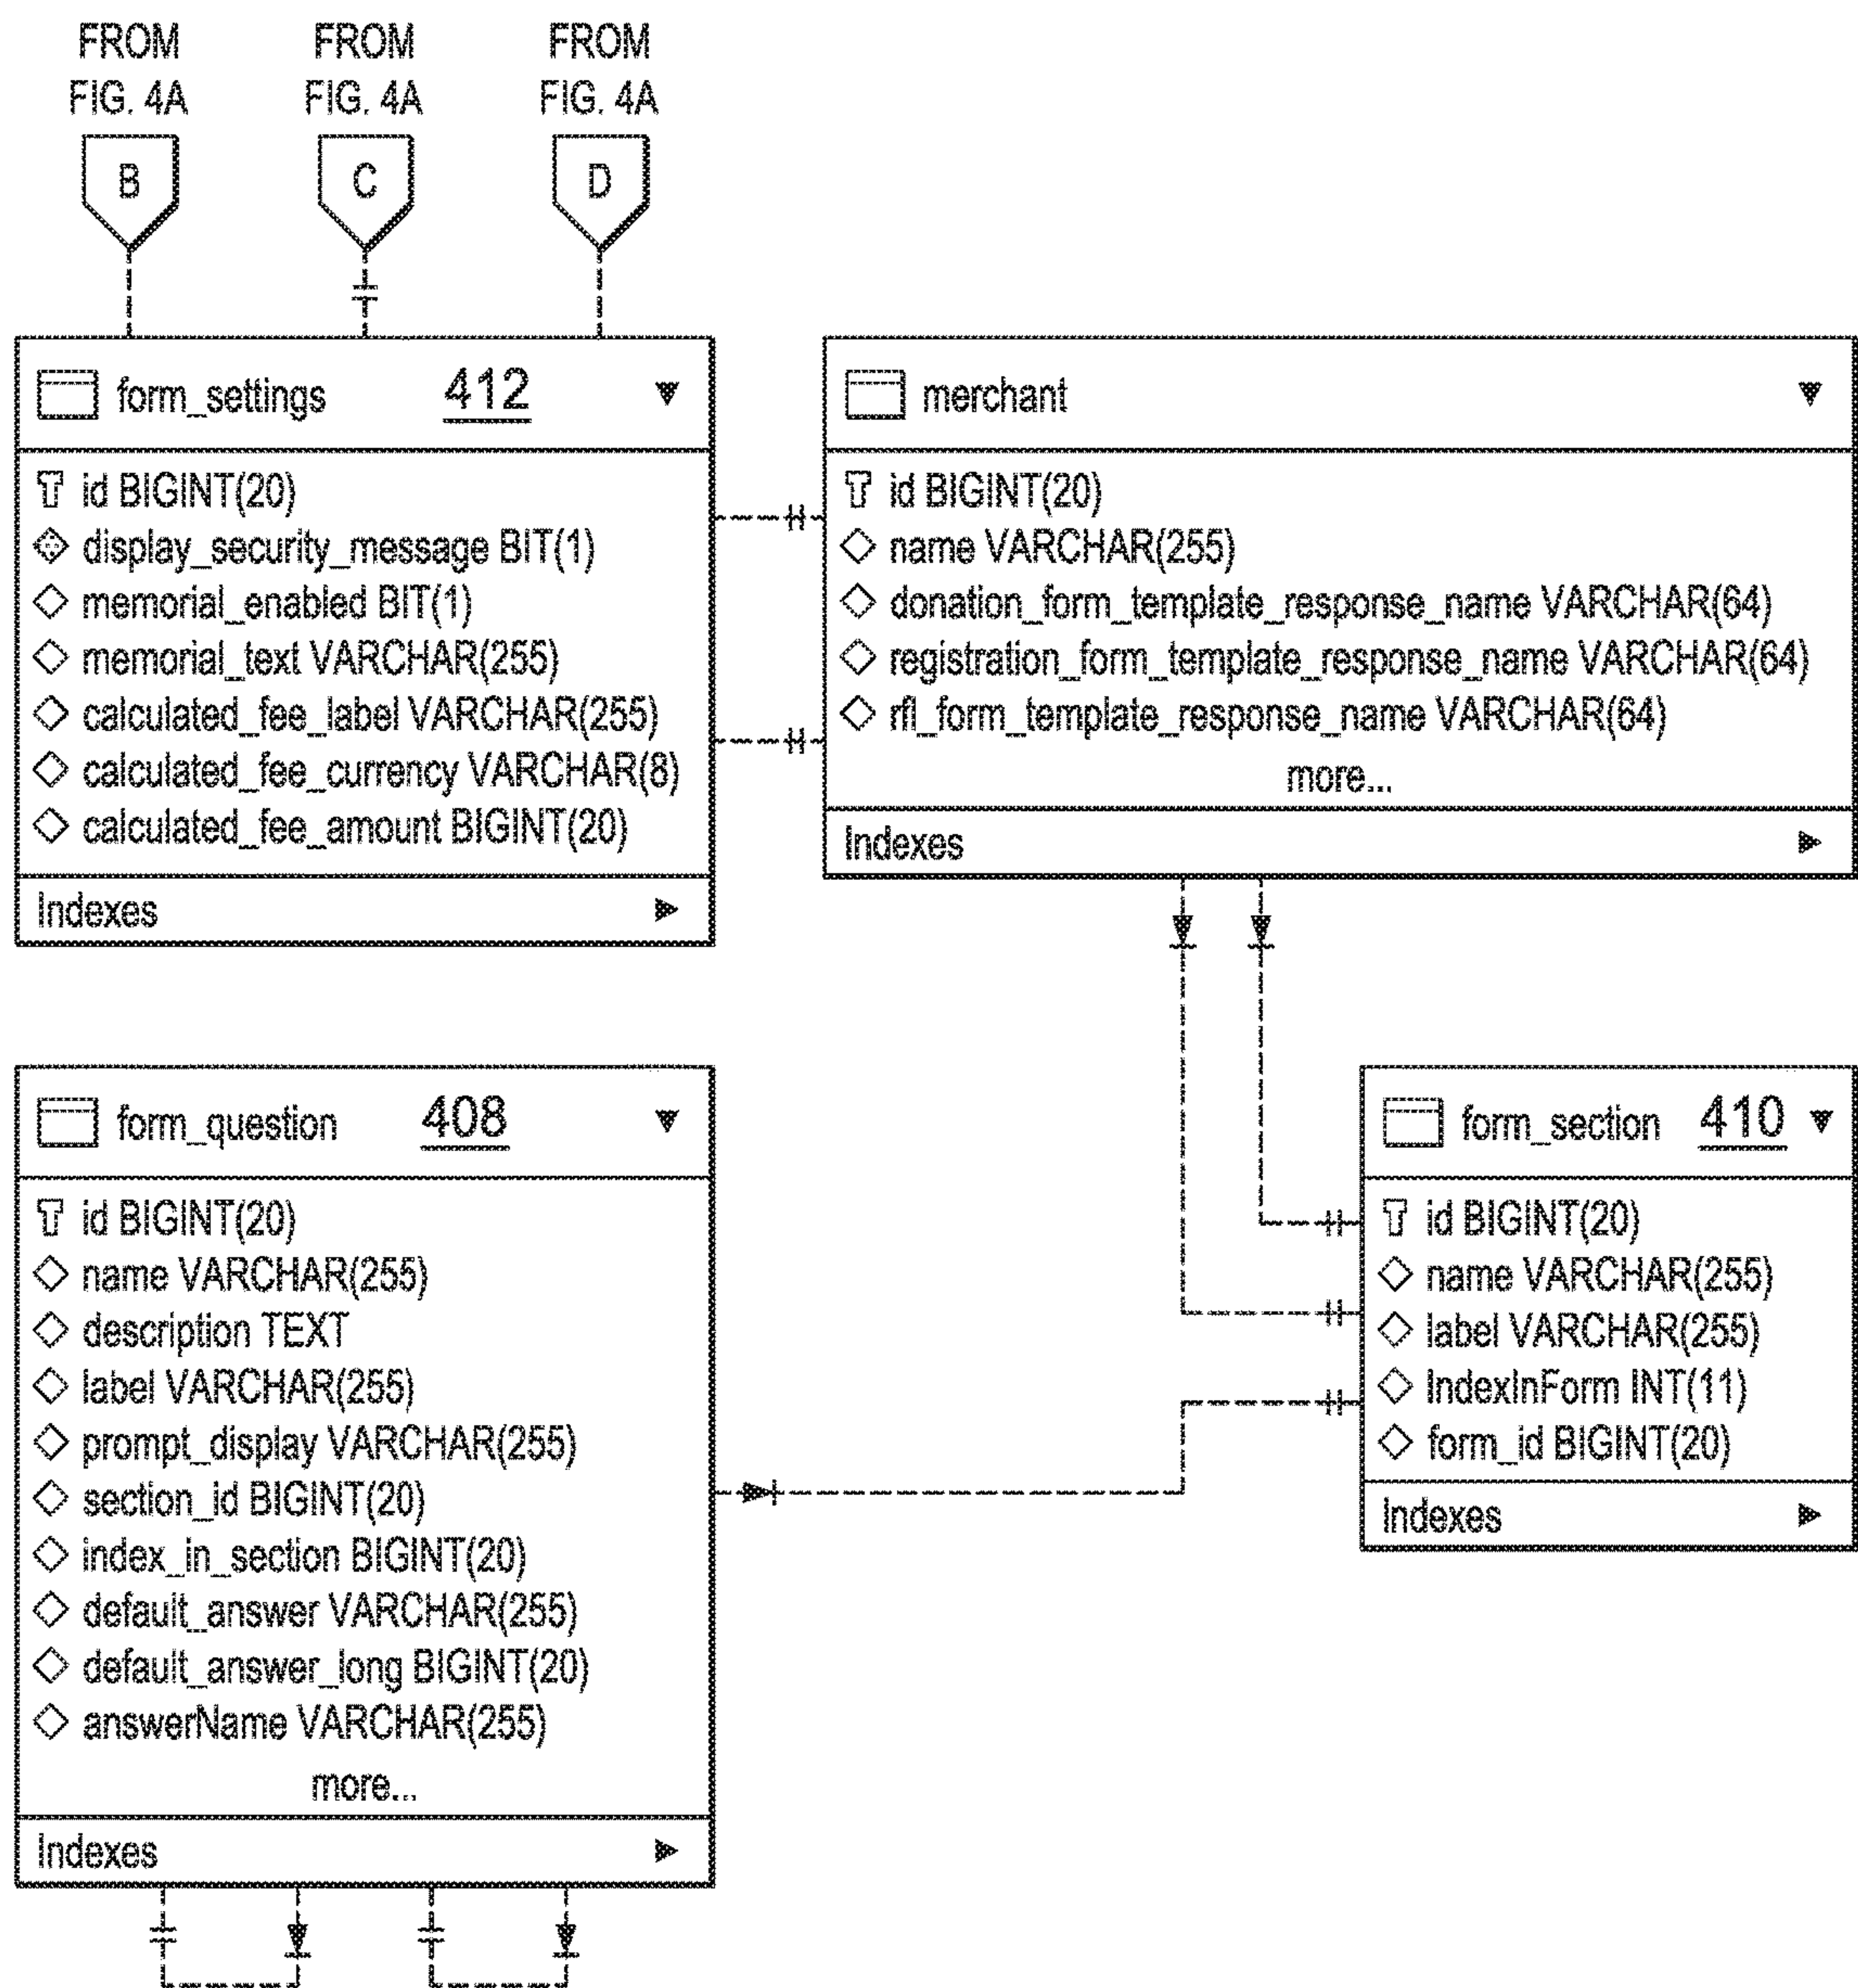 FROM FROM FROM
FIG. 4A FIG. 4A FIG. 4A
B C D
form_settings 412
id BIGINT(20)
display_security_message BIT(1)
memorial_enabled BIT(1)
memorial_text VARCHAR(255)
calculated_fee_label VARCHAR(255)
calculated_fee_currency VARCHAR(8)
calculated_fee_amount BIGINT(20)
Indexes
merchant
id BIGINT(20)
name VARCHAR(255)
donation_form_template_response_name VARCHAR(64)
registration_form_template_response_name VARCHAR(64)
rfl_form_template_response_name VARCHAR(64)
more...
Indexes
form_question 408
id BIGINT(20)
name VARCHAR(255)
description TEXT
label VARCHAR(255)
prompt_display VARCHAR(255)
section_id BIGINT(20)
index_in_section BIGINT(20)
default_answer VARCHAR(255)
default_answer_long BIGINT(20)
answerName VARCHAR(255)
more...
Indexes
form_section 410
id BIGINT(20)
name VARCHAR(255)
label VARCHAR(255)
IndexInForm INT(11)
form_id BIGINT(20)
Indexes